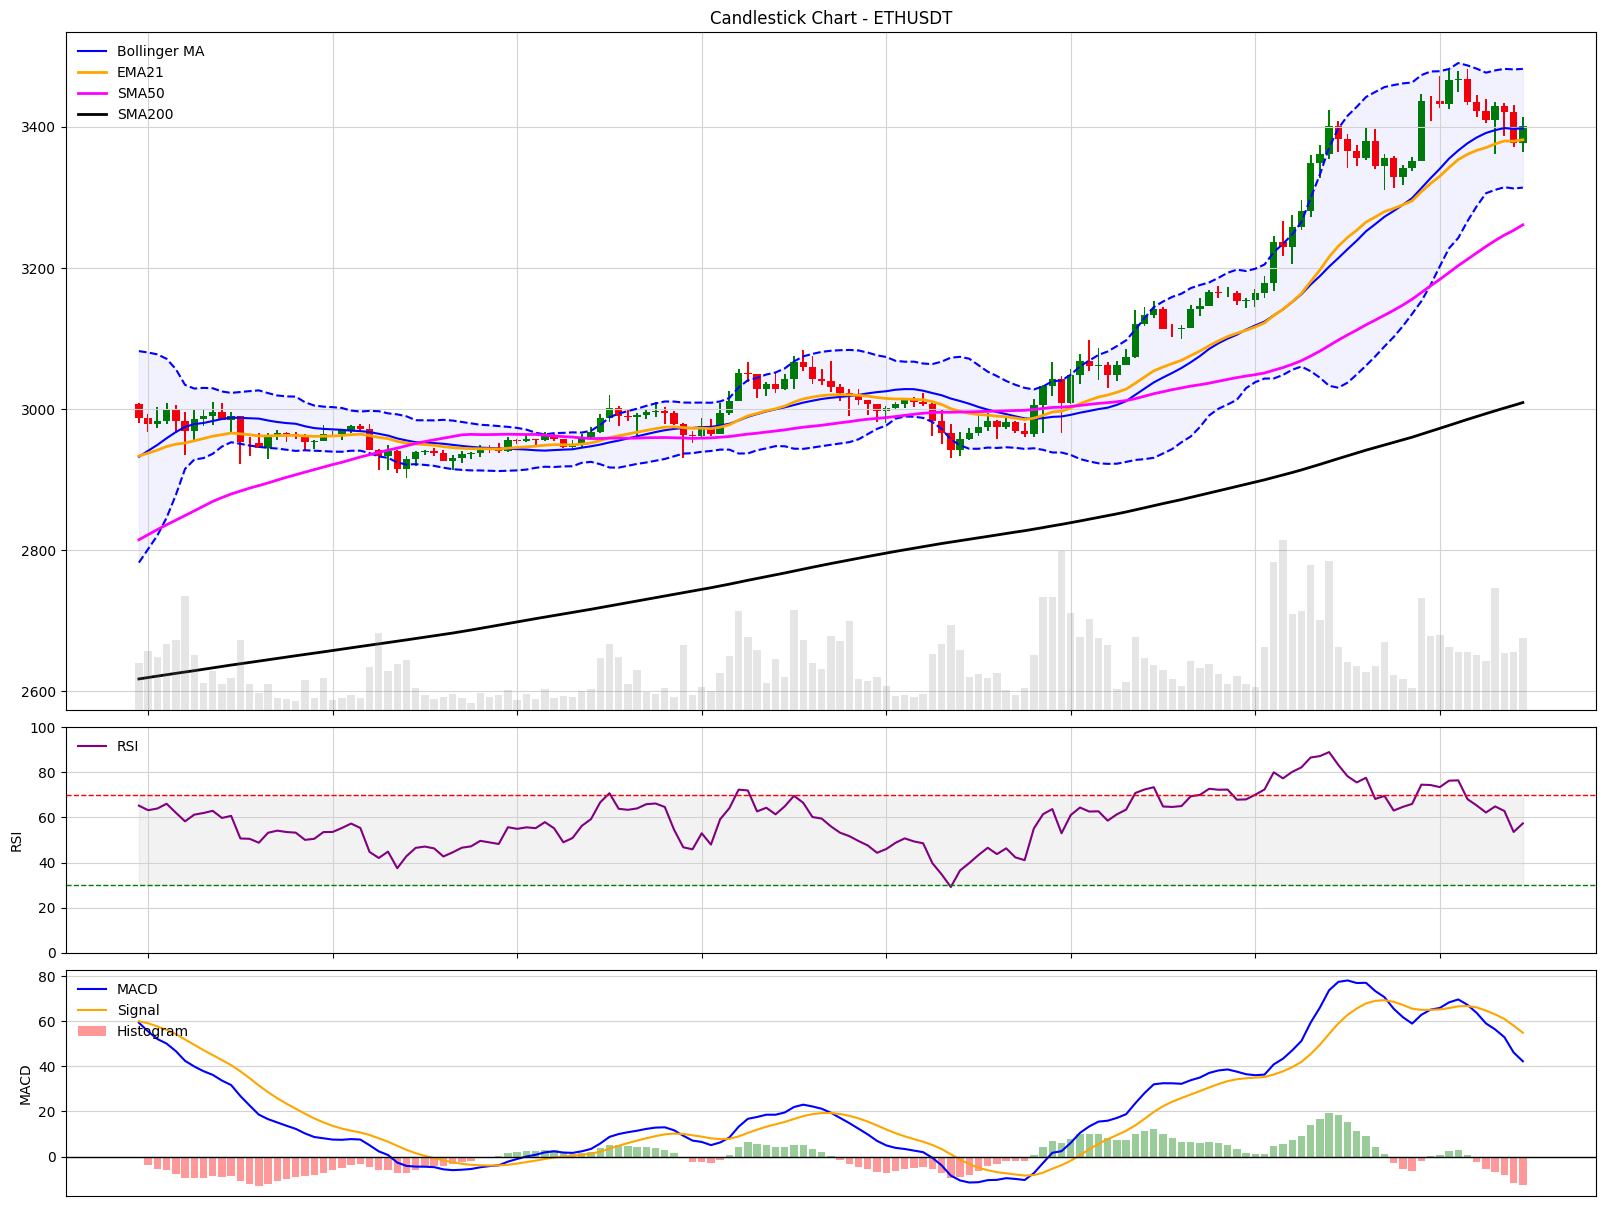 Candlestick Chart - ETHUSDT
Bollinger MA
EMA21
SMA50
SMA200
3400
3200
3000
2800
2600
RSI
100
80
60
40
20
0
RSI
MACD
Signal
Histogram
80
60
40
20
0
MACD